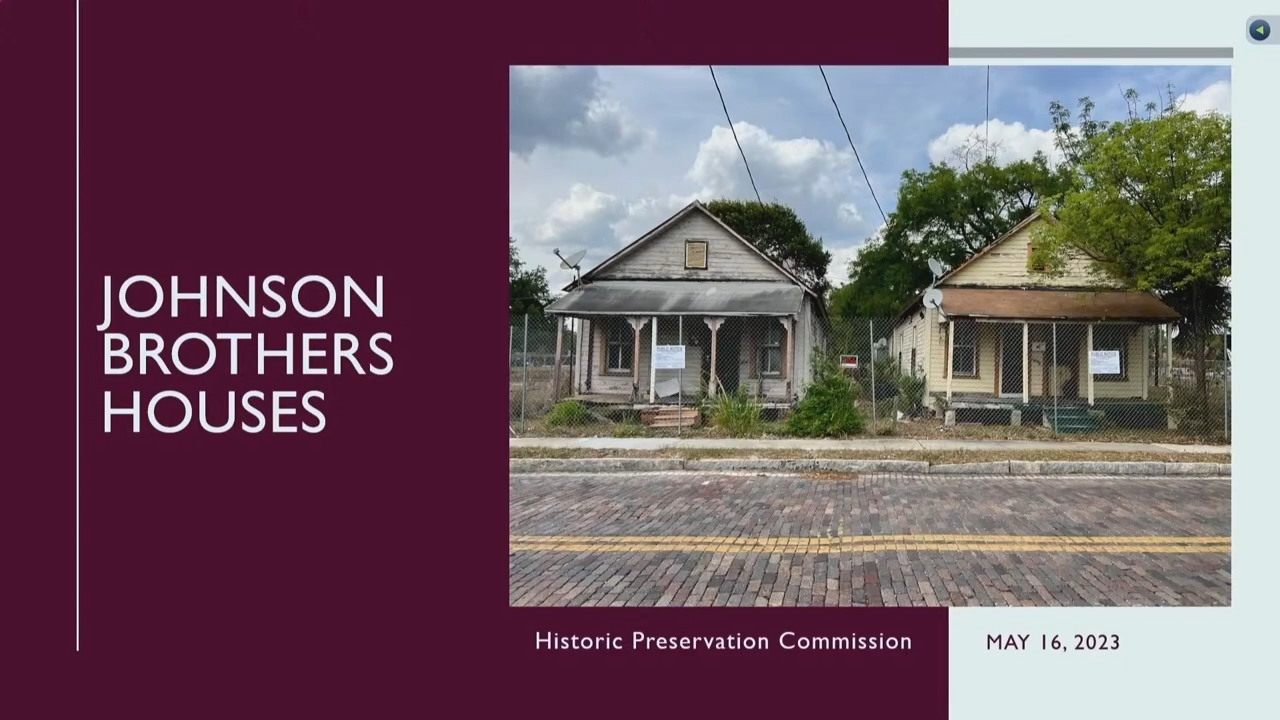 JOHNSON
BROTHERS
HOUSES
Historic Preservation Commission
MAY 16, 2023